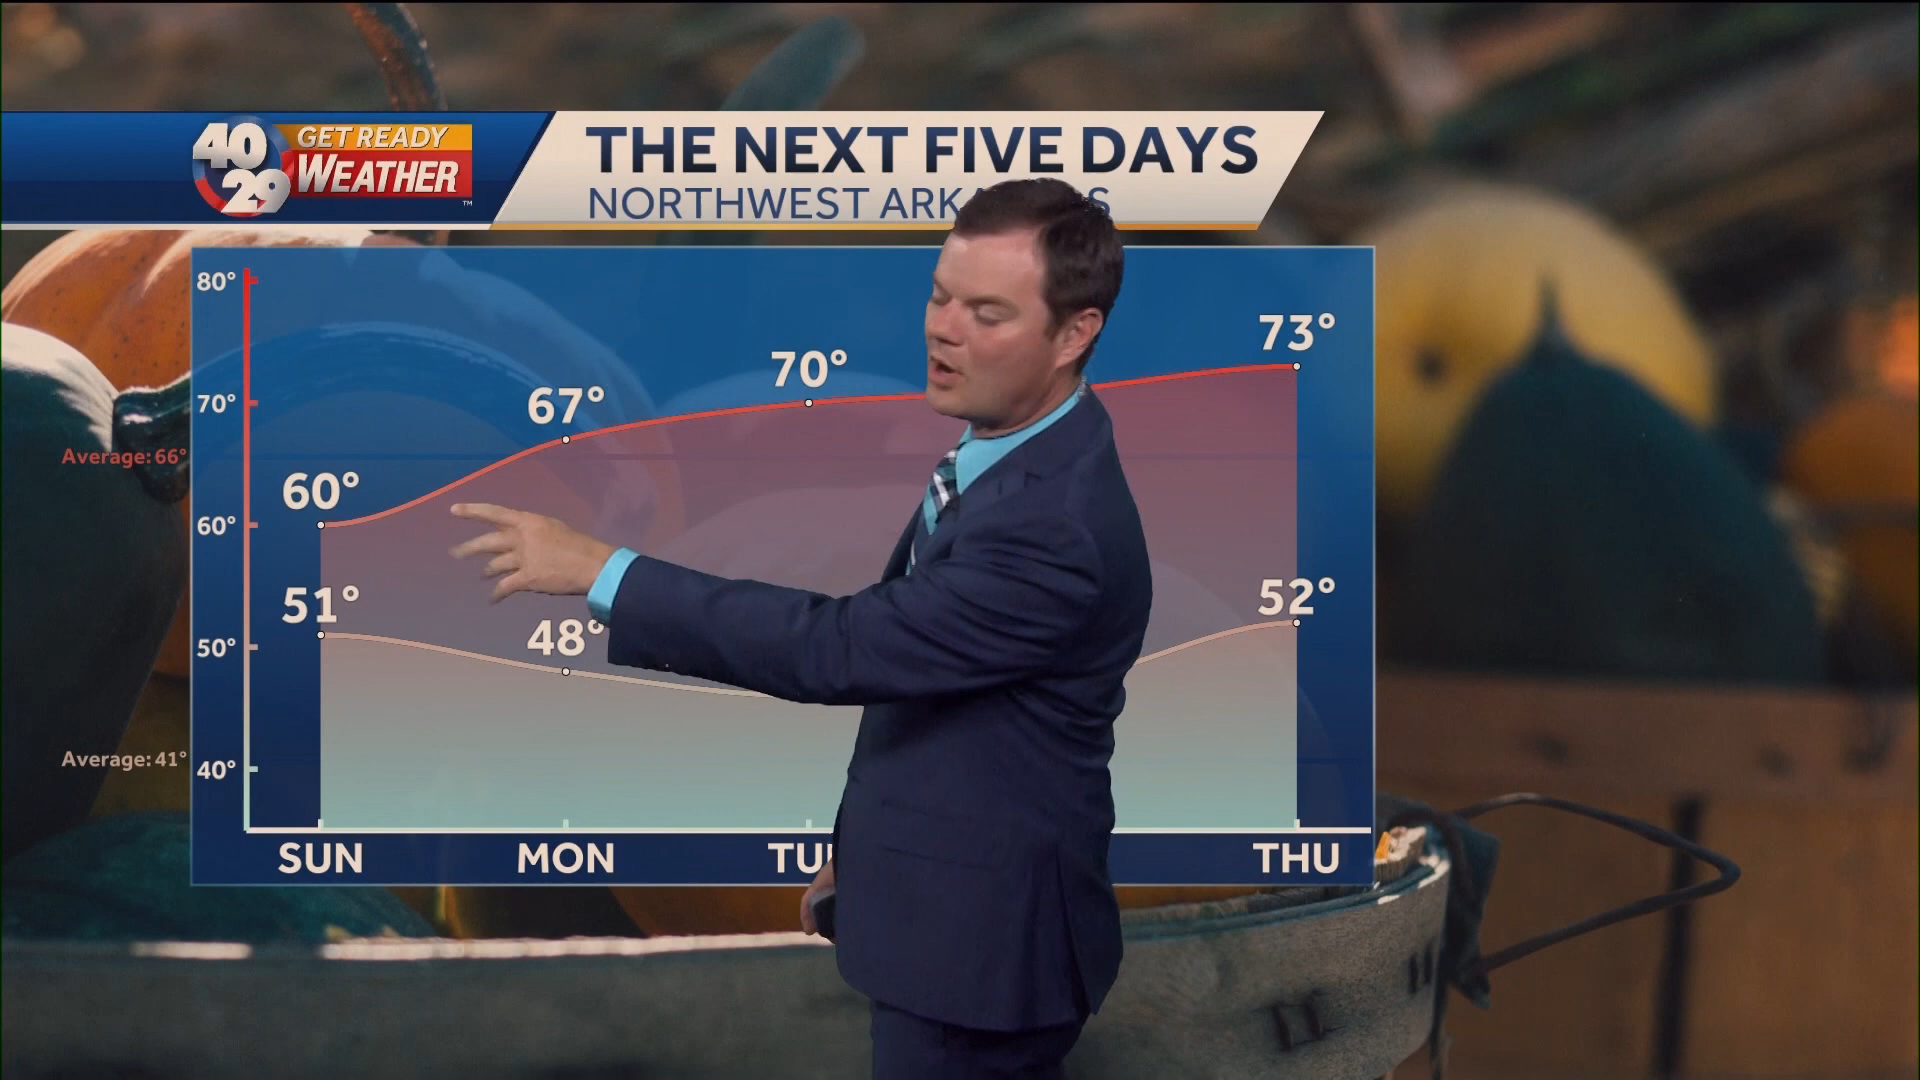 40
29
GET READY
WEATHER
™
THE NEXT FIVE DAYS
NORTHWEST
80°
70°
60°
50°
40°
Average: 66°
Average: 41°
60°
67°
70°
73°
51°
48°
52°
SUN
MON
THU